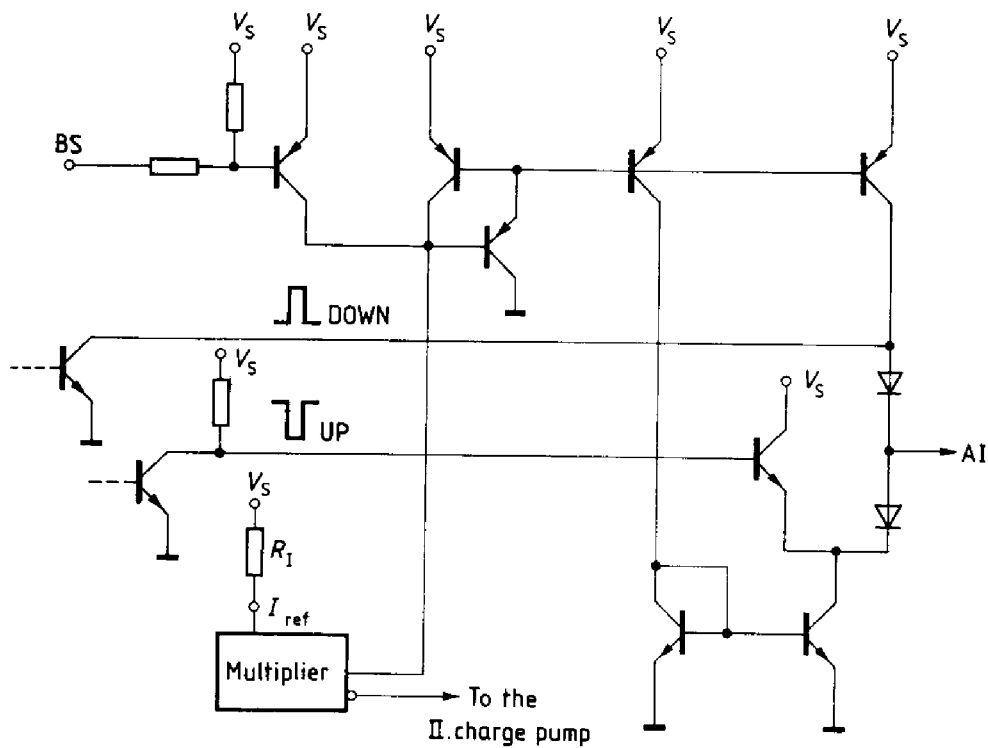 V_S V_S V_S V_S V_S
BS
DOWN
V_S
V_S
UP
AI
V_S
R_I
I_ref
Multiplier
To the
II.charge pump